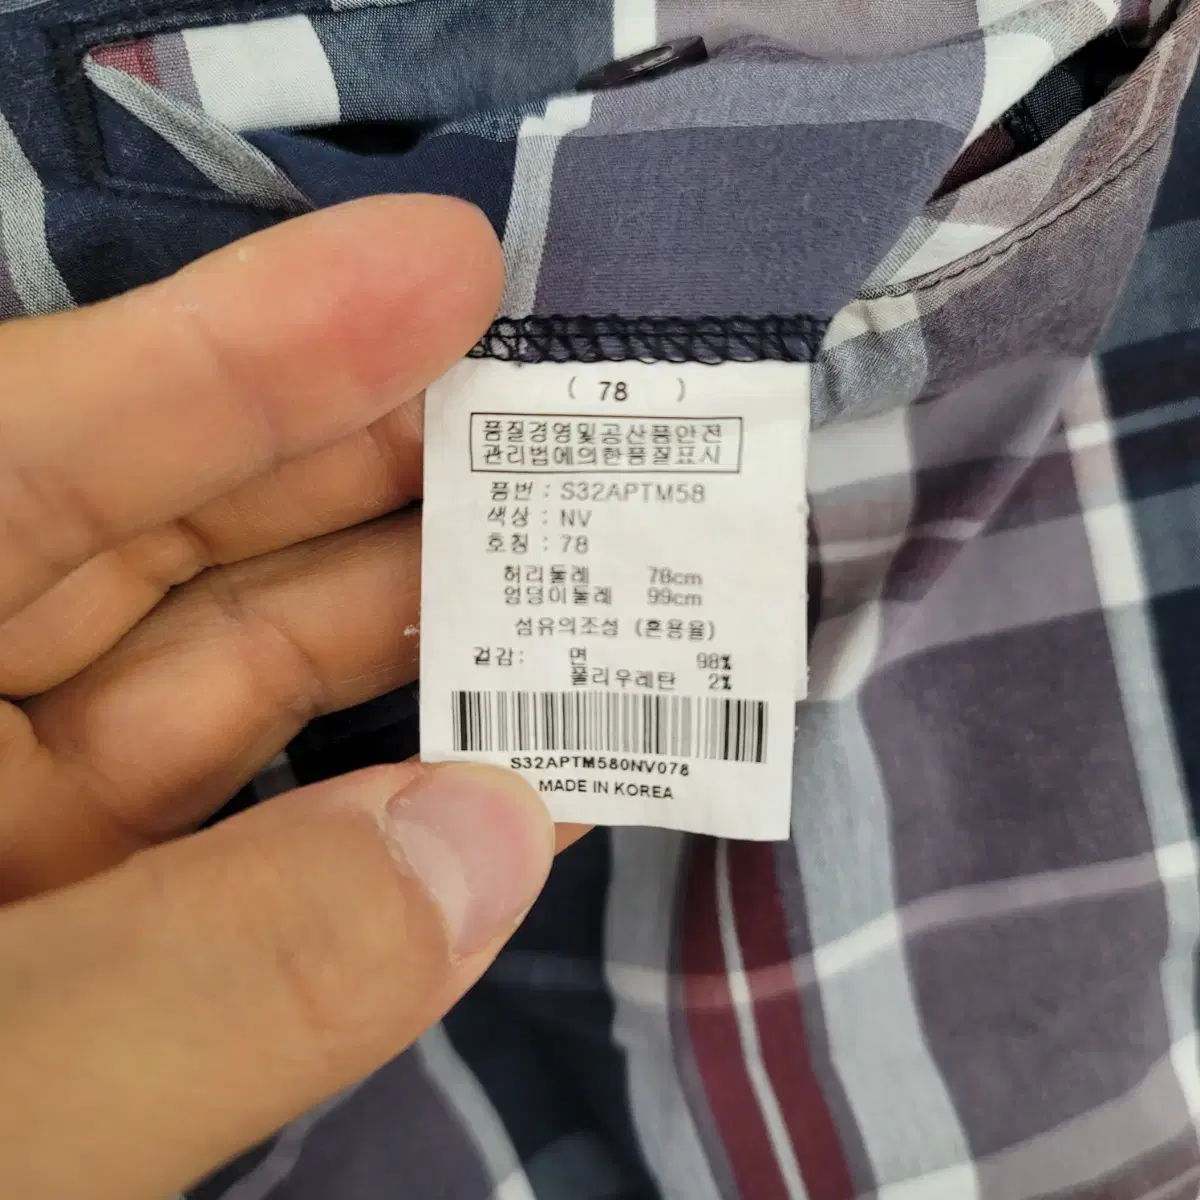 ( 78 )
품질경영및공산품안전
관리법에의한품질표시
품번 : S32APTM58
색상 : NV
호칭 : 78
허리둘레 78cm
엉덩이둘레 99cm
섬유의조성 (혼용율)
겉감: 면 98%
폴리우레탄 2%
S32APTM580NV078
MADE IN KOREA